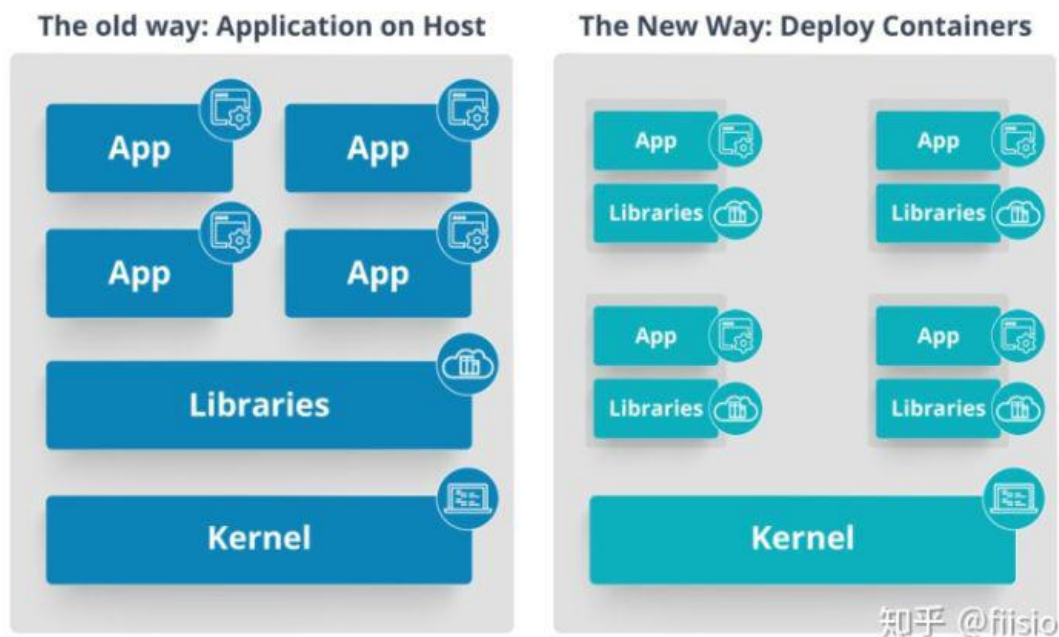 The old way: Application on Host
App
App
App
App
Libraries
Kernel
The New Way: Deploy Containers
App
Libraries
App
Libraries
App
Libraries
App
Libraries
Kernel
知乎 @fiisio